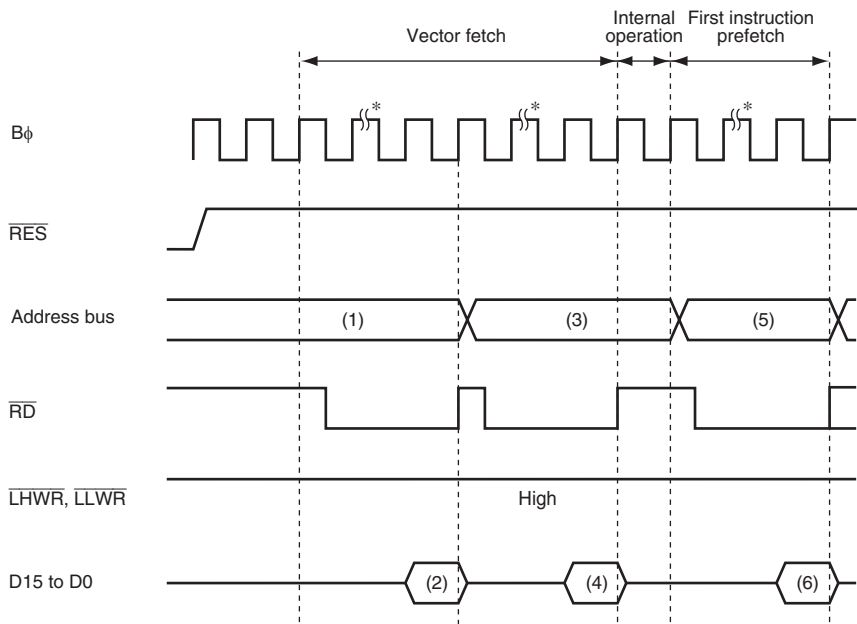 Vector fetch
Internal
operation
First instruction
prefetch
Bϕ
*
*
*
RES
Address bus
(1)
(3)
(5)
RD
LHWR, LLWR
High
D15 to D0
(2)
(4)
(6)